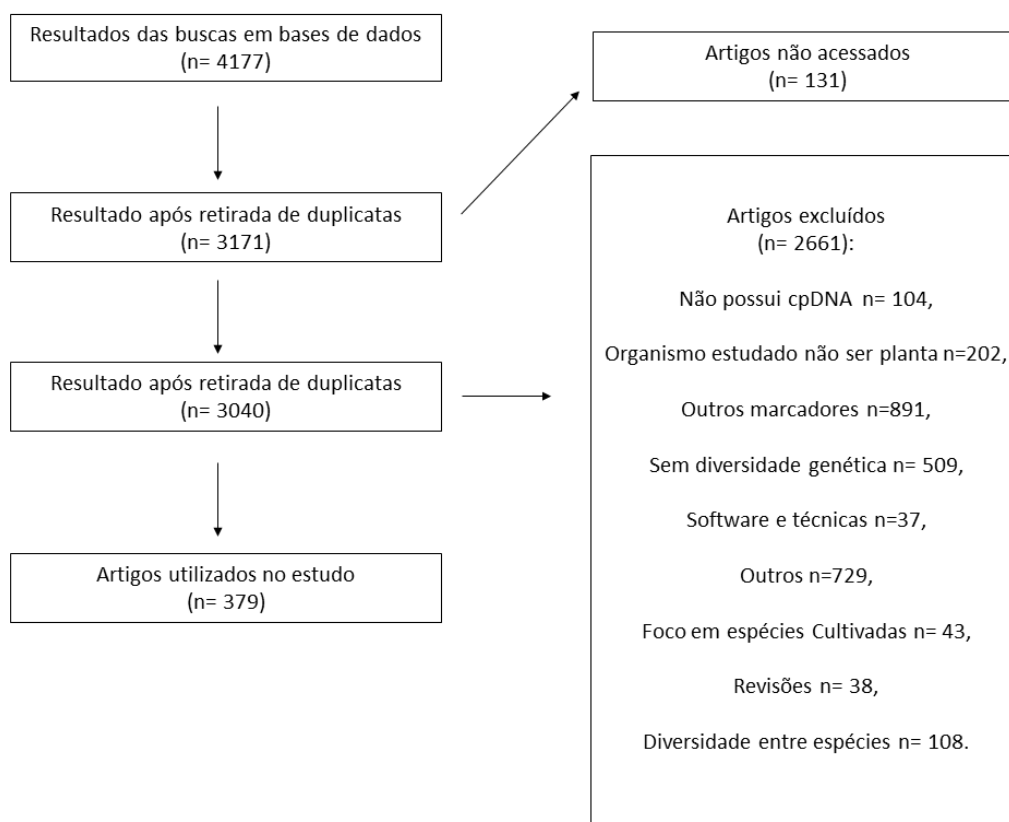 Resultados das buscas em bases de dados
(n= 4177)
Artigos não acessados
(n= 131)
Resultado após retirada de duplicatas
(n= 3171)
Resultado após retirada de duplicatas
(n= 3040)
Artigos utilizados no estudo
(n= 379)
Artigos excluídos
(n= 2661):
Não possui cpDNA n= 104,
Organismo estudado não ser planta n=202,
Outros marcadores n=891,
Sem diversidade genética n= 509,
Software e técnicas n=37,
Outros n=729,
Foco em espécies Cultivadas n= 43,
Revisões n= 38,
Diversidade entre espécies n= 108.